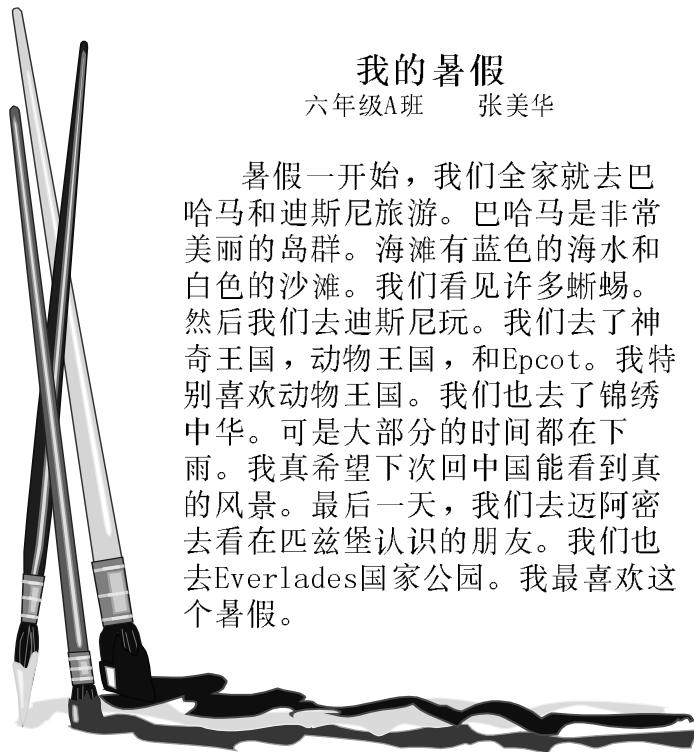 我的暑假
六年级A班 张美华
暑假一开始，我们全家就去巴
哈马和迪斯尼旅游。巴哈马是非常
美丽的岛群。海滩有蓝色的海水和
白色的沙滩。我们看见许多蜥蜴。
然后我们去迪斯尼玩。我们去了神
奇王国，动物王国，和Epcot。我特
别喜欢动物王国。我们也去了锦绣
中华。可是大部分的时间都在下
雨。我真希望下次回中国能看到真
的风景。最后一天，我们去迈阿密
去看在匹兹堡认识的朋友。我们也
去Everlades国家公园。我最喜欢这
个暑假。